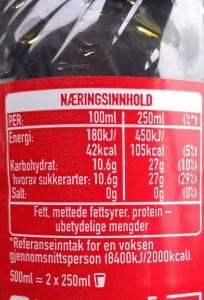 NÆRINGSINNHOLD
PER: 100ml 250ml (%*)
Energi: 180kJ/ 450kJ/
42kcal 105kcal (5%)
Karbohydrat: 10.6g 27g (10%)
hvorav sukkerarter: 10.6g 27g (29%)
Salt: 0g 0g (0%)
Fett, mettede fettsyrer, protein –
ubetydelige mengder
*Referanseinntak for en voksen
gjennomsnittsperson (8400kJ/2000kcal).
500ml = 2 x 250ml